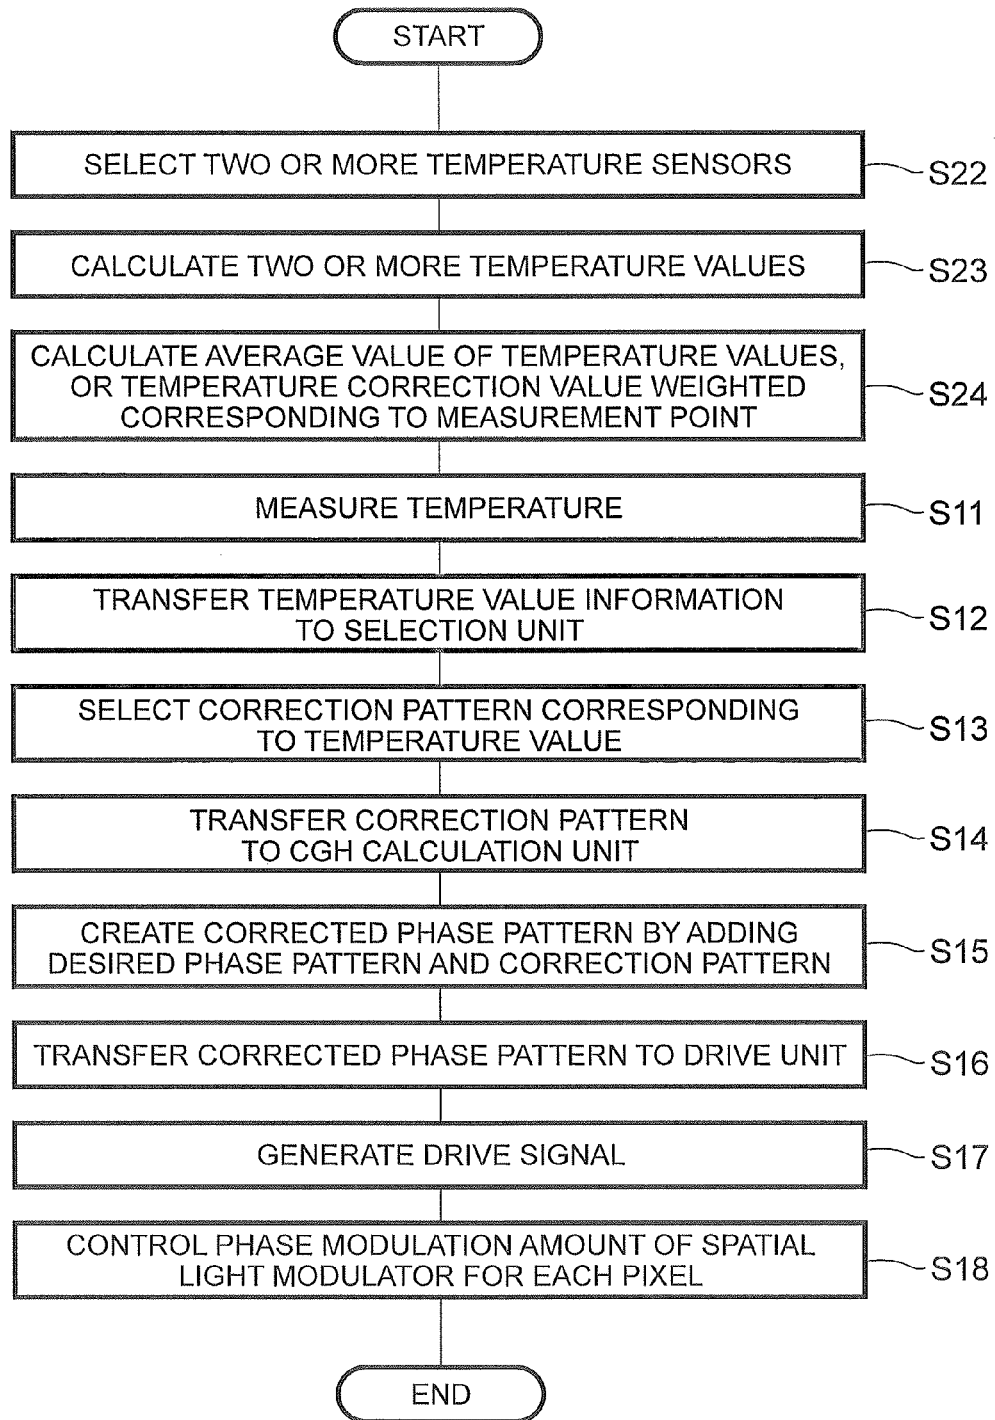 START
SELECT TWO OR MORE TEMPERATURE SENSORS
S22
CALCULATE TWO OR MORE TEMPERATURE VALUES
S23
CALCULATE AVERAGE VALUE OF TEMPERATURE VALUES,
OR TEMPERATURE CORRECTION VALUE WEIGHTED
CORRESPONDING TO MEASUREMENT POINT
S24
MEASURE TEMPERATURE
S11
TRANSFER TEMPERATURE VALUE INFORMATION
TO SELECTION UNIT
S12
SELECT CORRECTION PATTERN CORRESPONDING
TO TEMPERATURE VALUE
S13
TRANSFER CORRECTION PATTERN
TO CGH CALCULATION UNIT
S14
CREATE CORRECTED PHASE PATTERN BY ADDING
DESIRED PHASE PATTERN AND CORRECTION PATTERN
S15
TRANSFER CORRECTED PHASE PATTERN TO DRIVE UNIT
S16
GENERATE DRIVE SIGNAL
S17
CONTROL PHASE MODULATION AMOUNT OF SPATIAL
LIGHT MODULATOR FOR EACH PIXEL
S18
END